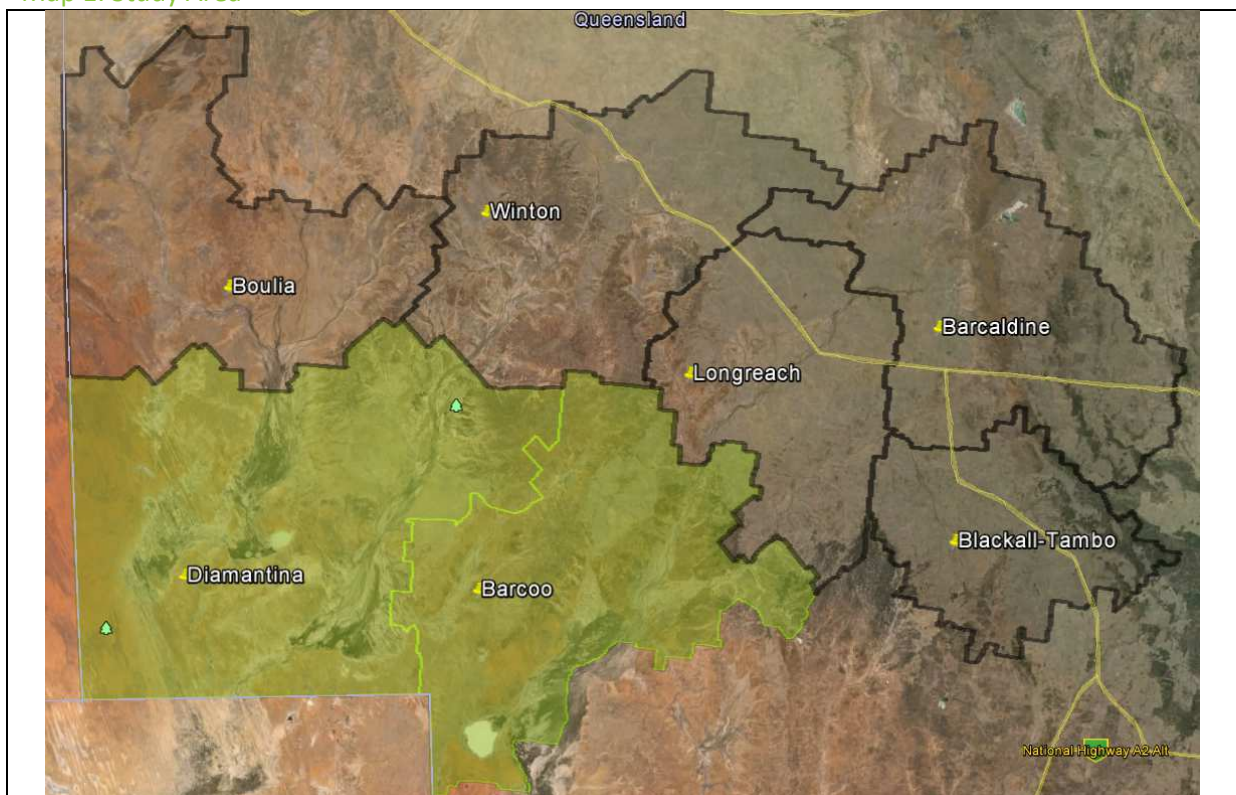 Queensland
Winton
Boulia
Barcaldine
Longreach
Blackall-Tambo
Diamantina
Barcoo
National Highway A2 Alt